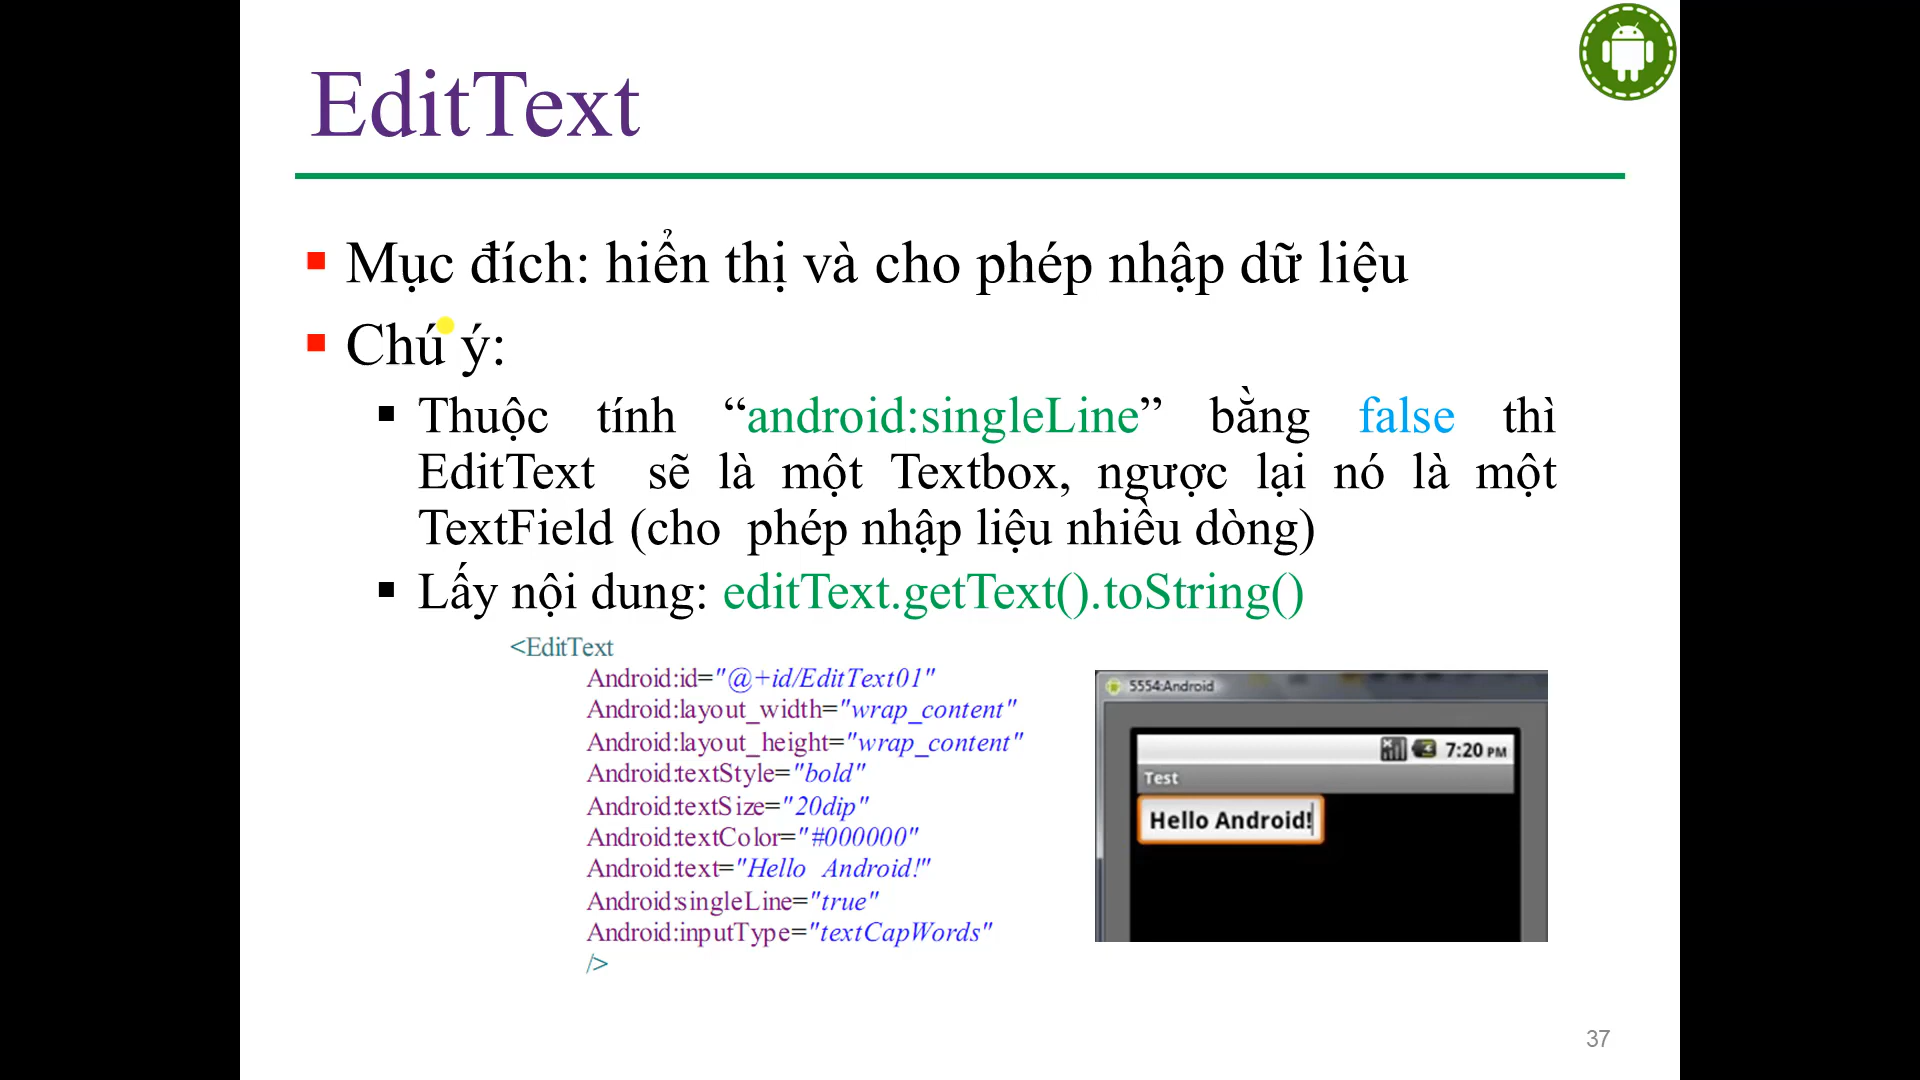 EditText
Mục đích: hiển thị và cho phép nhập dữ liệu
Chú ý:
Thuộc tính “android:singleLine” bằng false thì
EditText sẽ là một Textbox, ngược lại nó là một
TextField (cho phép nhập liệu nhiều dòng)
Lấy nội dung: editText.getText().toString()
<EditText
Android:id="@+id/EditText01"
Android:layout_width="wrap_content"
Android:layout_height="wrap_content"
Android:textStyle="bold"
Android:textSize="20dip"
Android:textColor="#000000"
Android:text="Hello Android!"
Android:singleLine="true"
Android:inputType="textCapWords"
/>
5554:Android
7:20 PM
Test
Hello Android!
37